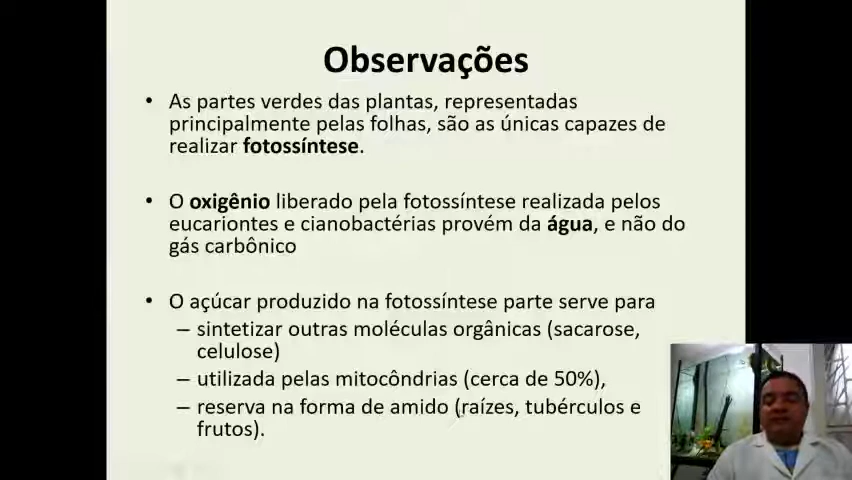 Observações
• As partes verdes das plantas, representadas
principalmente pelas folhas, são as únicas capazes de
realizar fotossíntese.
• O oxigênio liberado pela fotossíntese realizada pelos
eucariontes e cianobactérias provém da água, e não do
gás carbônico
• O açúcar produzido na fotossíntese parte serve para
– sintetizar outras moléculas orgânicas (sacarose,
celulose)
– utilizada pelas mitocôndrias (cerca de 50%),
– reserva na forma de amido (raízes, tubérculos e
frutos).